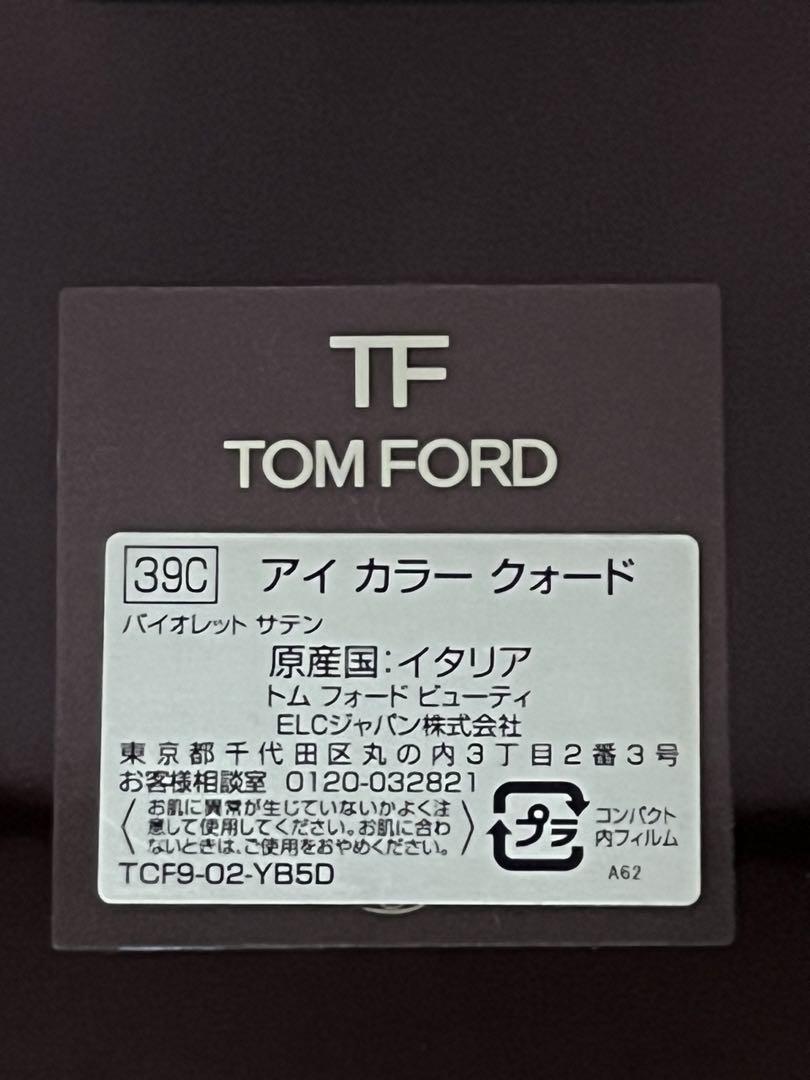 TF
TOM FORD
39C アイ カラー クォード
バイオレット サテン
原産国:イタリア
トム フォード ビューティ
ELCジャパン株式会社
東京都千代田区丸の内3丁目2番3号
お客様相談室 0120-032821
お肌に異常が生じていないかよく注
意して使用してください。お肌に合わ
ないときは、ご使用をおやめください。
プラ
コンパクト
内フィルム
TCF9-02-YB5D
A62